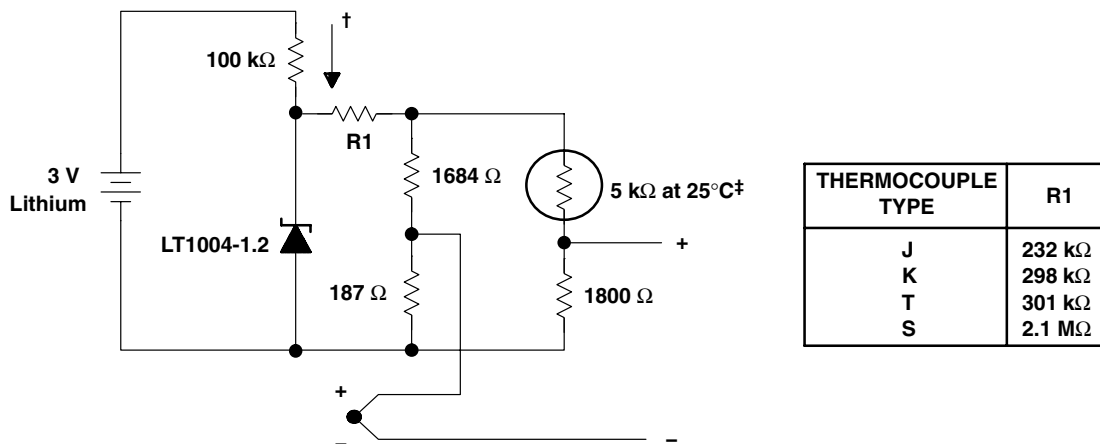 †
100 kΩ
R1
3 V
Lithium
1684 Ω
5 kΩ at 25°C‡
LT1004-1.2
+
187 Ω
1800 Ω
+
−
−
THERMOCOUPLE
TYPE
R1
J 232 kΩ
K 298 kΩ
T 301 kΩ
S 2.1 MΩ